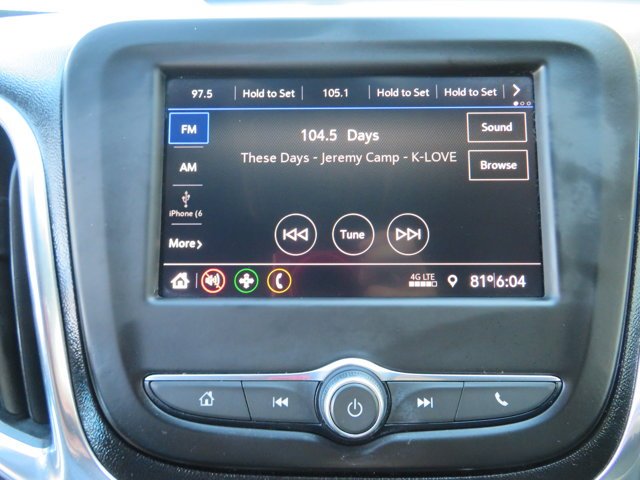 97.5 Hold to Set 105.1 Hold to Set Hold to Set
FM
104.5 Days
Sound
These Days - Jeremy Camp - K-LOVE
AM
Browse
iPhone (6
More
Tune
4G LTE
81° 6:04